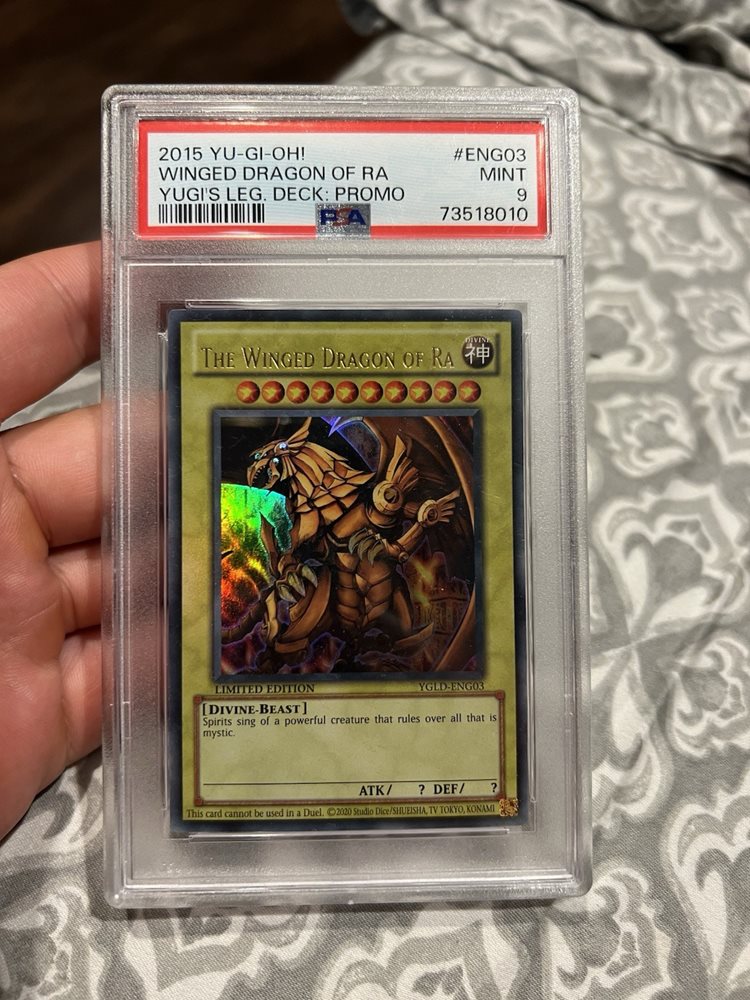 2015 YU-GI-OH! #ENG03
WINGED DRAGON OF RA MINT
YUGI'S LEG. DECK: PROMO 9
PSA 73518010
THE WINGED DRAGON OF RA
DIVINE
神
LIMITED EDITION YGLD-ENG03
[DIVINE-BEAST]
Spirits sing of a powerful creature that rules over all that is
mystic.
ATK/ ? DEF/ ?
This card cannot be used in a Duel. ©2020 Studio Dice/SHUEISHA, TV TOKYO, KONAMI